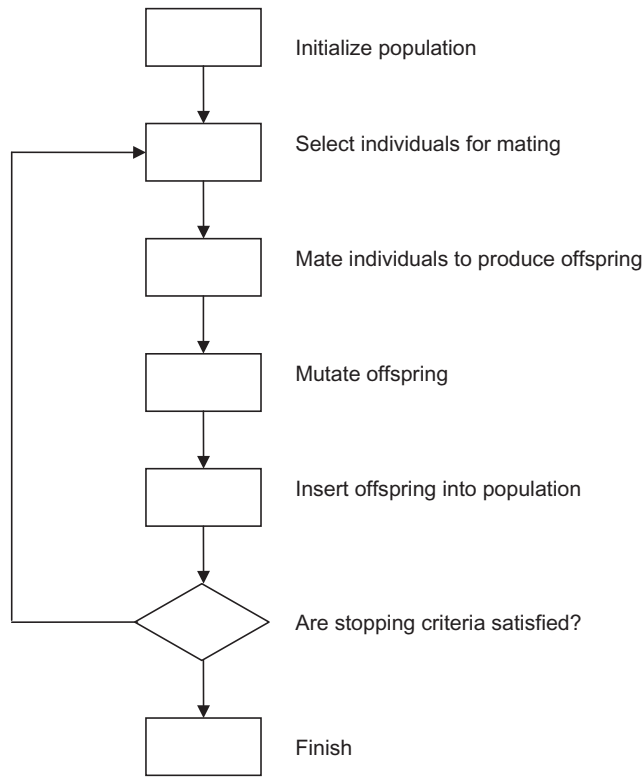 Initialize population
Select individuals for mating
Mate individuals to produce offspring
Mutate offspring
Insert offspring into population
Are stopping criteria satisfied?
Finish